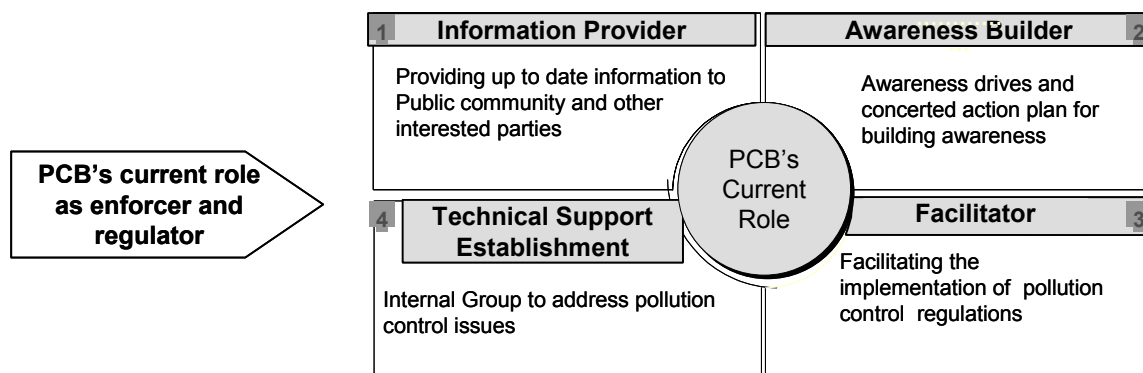 PCB's current role
as enforcer and
regulator
1
Information Provider
Providing up to date information to
Public community and other
interested parties
Awareness Builder
2
Awareness drives and
concerted action plan for
building awareness
PCB's
Current
Role
Facilitator
3
Facilitating the
implementation of pollution
control regulations
4
Technical Support
Establishment
Internal Group to address pollution
control issues